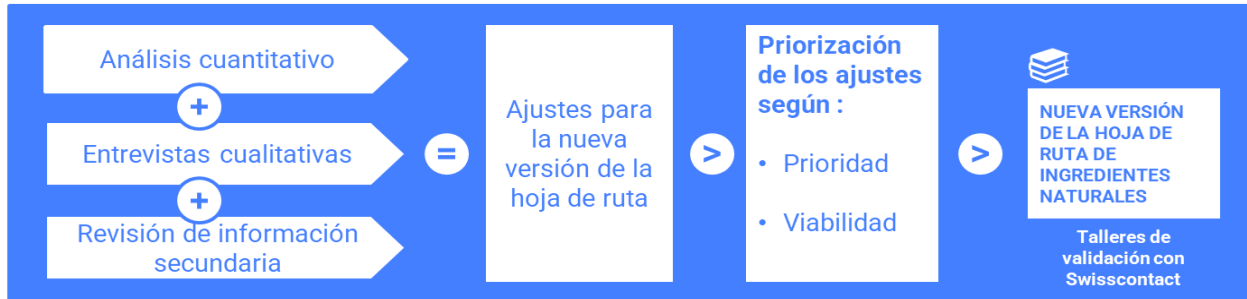 Análisis cuantitativo
+
Entrevistas cualitativas
+
Revisión de información
secundaria
=
Ajustes para
la nueva
versión de la
hoja de ruta
>
Priorización
de los ajustes
según :
• Prioridad
• Viabilidad
>
NUEVA VERSIÓN
DE LA HOJA DE
RUTA DE
INGREDIENTES
NATURALES
Talleres de
validación con
Swisscontact